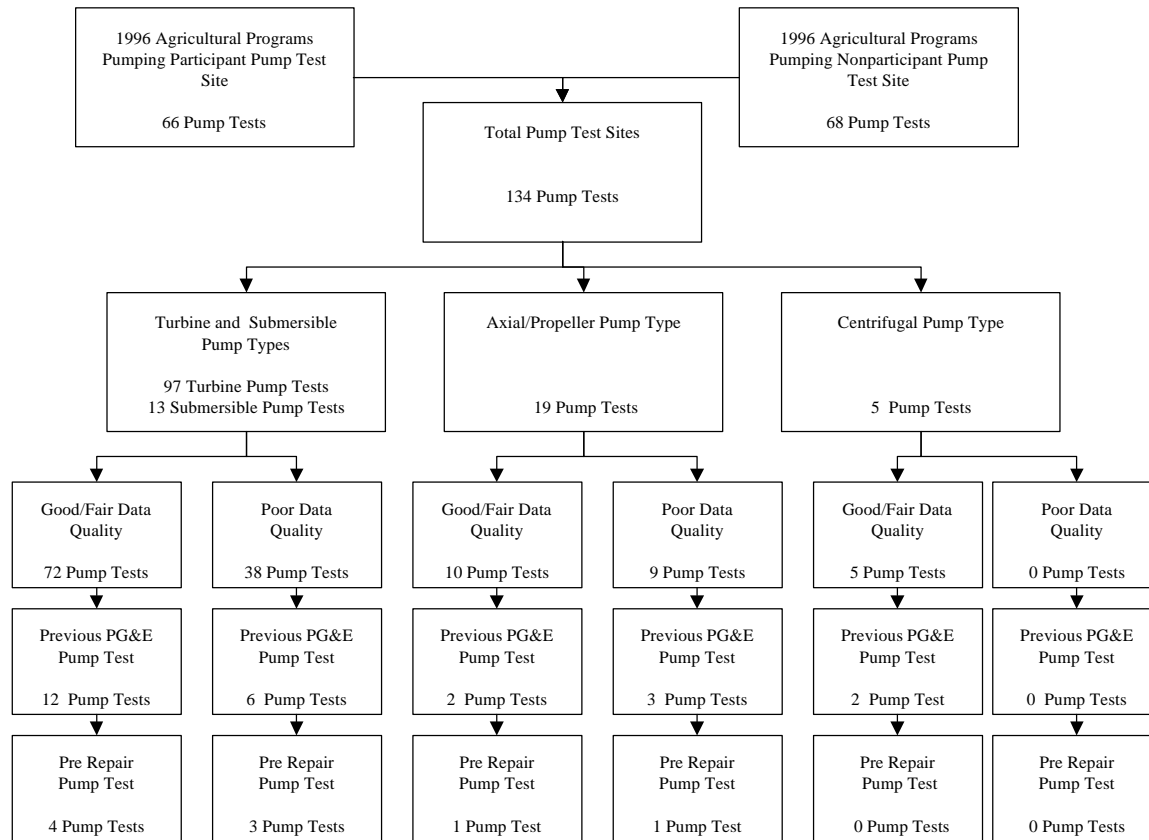 1996 Agricultural Programs
Pumping Participant Pump Test
Site
66 Pump Tests
1996 Agricultural Programs
Pumping Nonparticipant Pump
Test Site
68 Pump Tests
Total Pump Test Sites
134 Pump Tests
Turbine and Submersible
Pump Types
97 Turbine Pump Tests
13 Submersible Pump Tests
Axial/Propeller Pump Type
19 Pump Tests
Centrifugal Pump Type
5 Pump Tests
Good/Fair Data
Quality
72 Pump Tests
Poor Data
Quality
38 Pump Tests
Good/Fair Data
Quality
10 Pump Tests
Poor Data
Quality
9 Pump Tests
Good/Fair Data
Quality
5 Pump Tests
Poor Data
Quality
0 Pump Tests
Previous PG&E
Pump Test
12 Pump Tests
Previous PG&E
Pump Test
6 Pump Tests
Previous PG&E
Pump Test
2 Pump Tests
Previous PG&E
Pump Test
3 Pump Tests
Previous PG&E
Pump Test
2 Pump Test
Previous PG&E
Pump Test
0 Pump Tests
Pre Repair
Pump Test
4 Pump Tests
Pre Repair
Pump Test
3 Pump Tests
Pre Repair
Pump Test
1 Pump Test
Pre Repair
Pump Test
1 Pump Test
Pre Repair
Pump Test
0 Pump Tests
Pre Repair
Pump Test
0 Pump Tests